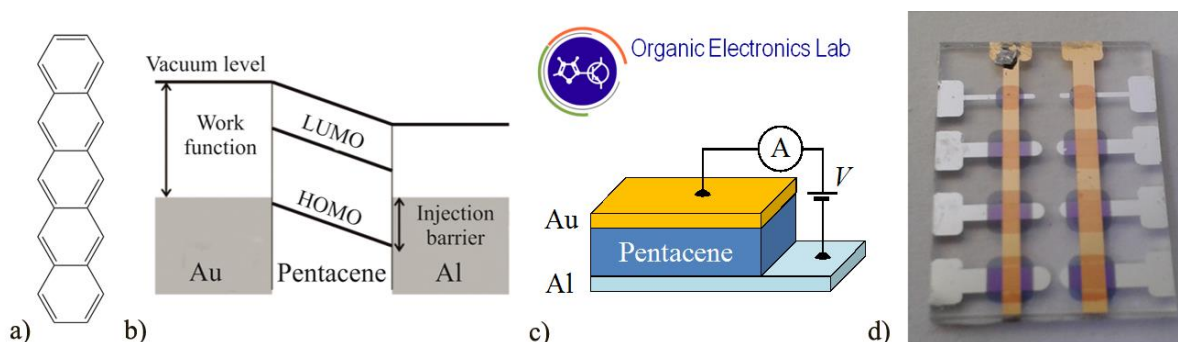 a)
Vacuum level
Work
function
LUMO
HOMO
Injection
barrier
Au
Pentacene
Al
b)
Organic Electronics Lab
A
V
Au
Pentacene
Al
c)
d)